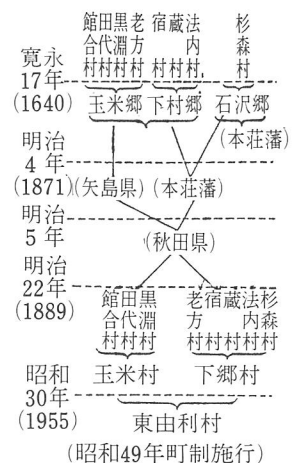 館合村
田代村
黒淵村
老方村
宿村
蔵村
法内村
杉森村
寛永
17年
(1640)
玉米郷
下村郷
石沢郷
(本荘藩)
明治
4年
(1871)
(矢島県)
(本荘藩)
明治
5年
(秋田県)
明治
22年
(1889)
館合村
田代村
黒淵村
老方村
宿村
蔵村
法内村
杉森村
玉米村
下郷村
昭和
30年
(1955)
東由利村
(昭和49年町制施行)